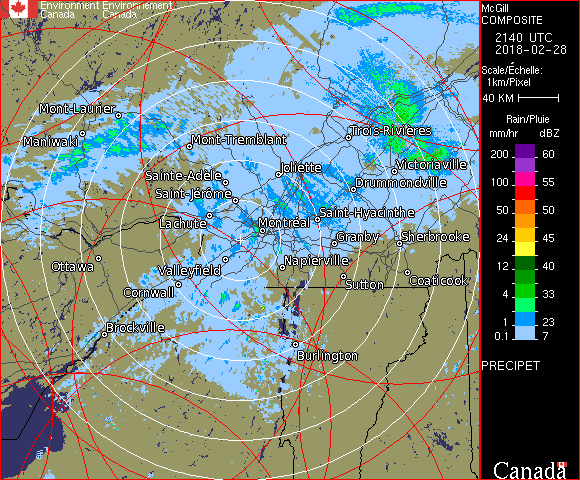 Environment Environnement
Canada Canada
Mont-Laurier
Maniwaki
Mont-Tremblant
Trois-Rivières
Victoriaville
Joliette
Sainte-Adèle
Drummondville
Saint-Jérôme
Saint-Hyacinthe
Lachute
Montréal
Granby
Sherbrooke
Ottawa
Valleyfield
Napierville
Cornwall
Sutton
Coaticook
Brockville
Burlington
McGill
COMPOSITE
2140 UTC
2018-02-28
Scale/Échelle:
1km/Pixel
40 KM
Rain/Pluie
mm/hr dBZ
200 60
150 57
100 55
50 50
24 45
12 40
4 33
1 23
0.1 7
PRECIPET
Canada